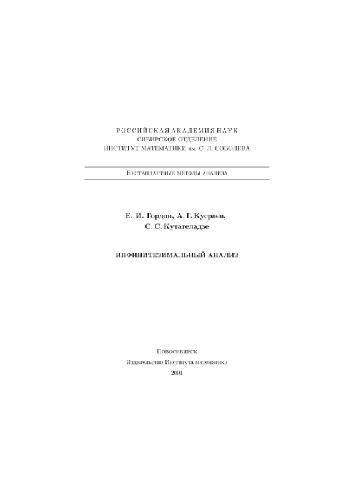 РОССИЙСКАЯ АКАДЕМИЯ НАУК
СИБИРСКОЕ ОТДЕЛЕНИЕ
ИНСТИТУТ МАТЕМАТИКИ им. С. Л. СОБОЛЕВА
Нестандартные методы анализа
Е. И. Гордон, А. Г. Кусраев,
С. С. Кутателадзе
ИНФИНИТЕЗИМАЛЬНЫЙ АНАЛИЗ
Новосибирск
Издательство Института математики
2001